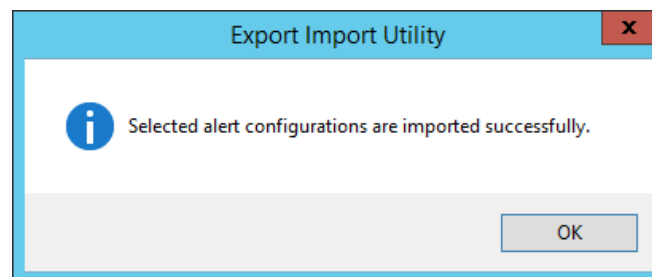 Export Import Utility
x
Selected alert configurations are imported successfully.
OK